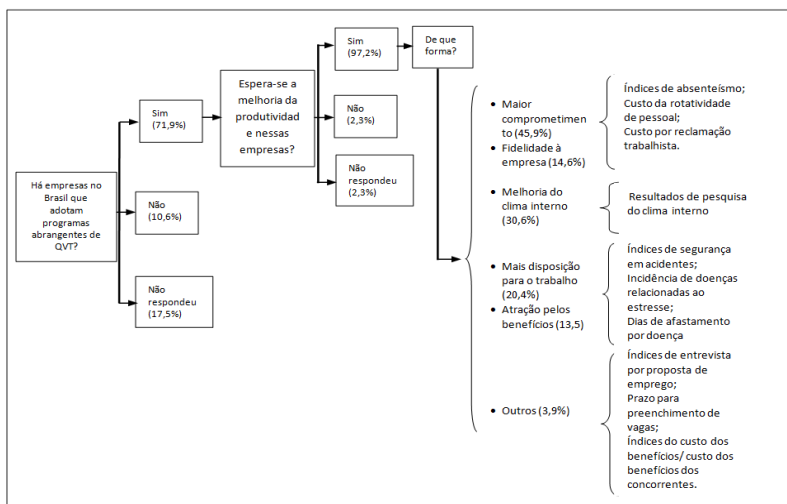 Há empresas no
Brasil que
adotam
programas
abrangentes de
QVT?
Sim
(71,9%)
Não
(10,6%)
Não
respondeu
(17,5%)
Espera-se a
melhoria da
produtividad
e nessas
empresas?
Sim
(97,2%)
Não
(2,3%)
Não
respondeu
(2,3%)
De que
forma?
• Maior
comprometimen
to (45,9%)
• Fidelidade à
empresa (14,6%)
Índices de absenteísmo;
Custo da rotatividade
de pessoal;
Custo por reclamação
trabalhista.
• Melhoria do
clima interno
(30,6%)
Resultados de pesquisa
do clima interno
• Mais disposição
para o trabalho
(20,4%)
• Atração pelos
benefícios (13,5)
Índices de segurança
em acidentes;
Incidência de doenças
relacionadas ao
estresse;
Dias de afastamento
por doença
• Outros (3,9%)
Índices de entrevista
por proposta de
emprego;
Prazo para
preenchimento de
vagas;
Índices do custo dos
benefícios/ custo dos
benefícios dos
concorrentes.